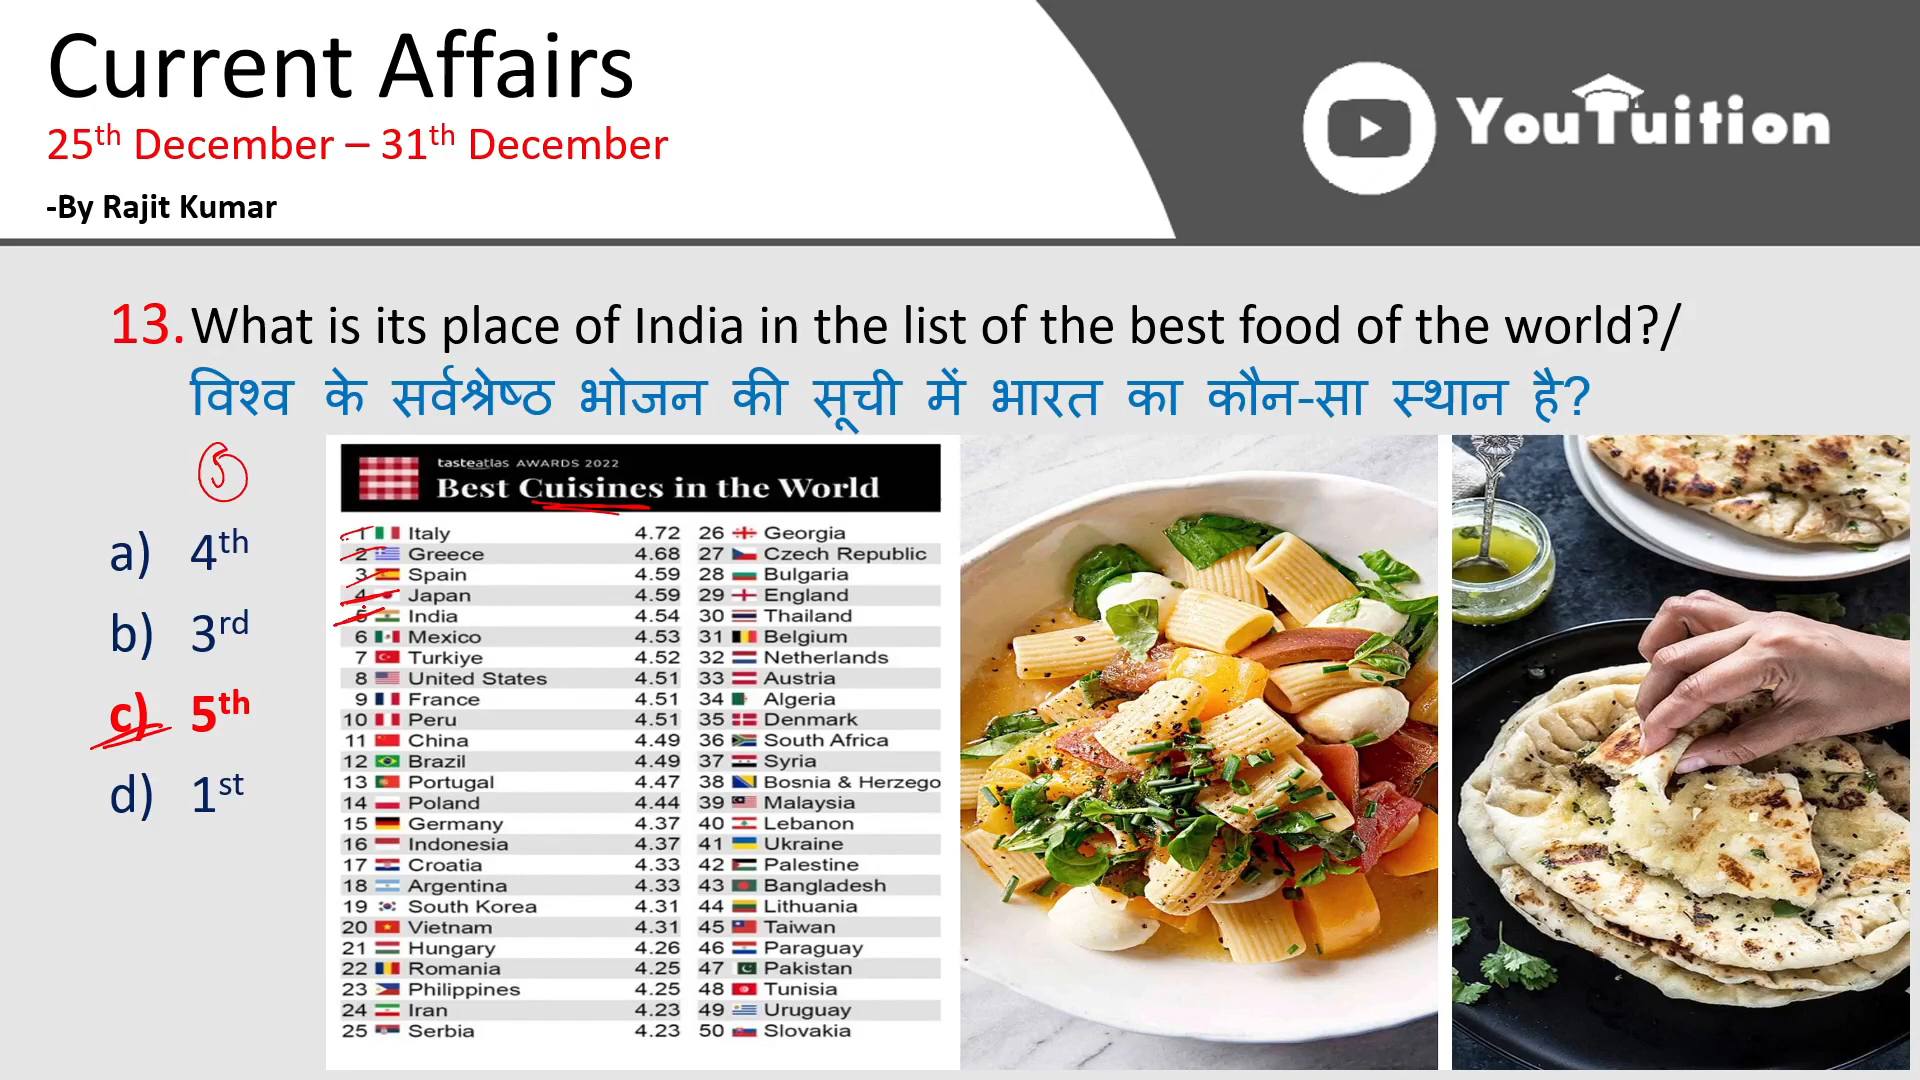 Current Affairs
25th December – 31th December
-By Rajit Kumar
YouTuition
13. What is its place of India in the list of the best food of the world?/
विश्व के सर्वश्रेष्ठ भोजन की सूची में भारत का कौन-सा स्थान है?
5
a) 4th
b) 3rd
c) 5th
d) 1st
tasteatlas AWARDS 2022
Best Cuisines in the World
1 Italy 4.72 26 Georgia
2 Greece 4.68 27 Czech Republic
3 Spain 4.59 28 Bulgaria
4 Japan 4.59 29 England
5 India 4.54 30 Thailand
6 Mexico 4.53 31 Belgium
7 Turkiye 4.52 32 Netherlands
8 United States 4.51 33 Austria
9 France 4.51 34 Algeria
10 Peru 4.51 35 Denmark
11 China 4.49 36 South Africa
12 Brazil 4.49 37 Syria
13 Portugal 4.47 38 Bosnia & Herzego
14 Poland 4.44 39 Malaysia
15 Germany 4.37 40 Lebanon
16 Indonesia 4.37 41 Ukraine
17 Croatia 4.33 42 Palestine
18 Argentina 4.33 43 Bangladesh
19 South Korea 4.31 44 Lithuania
20 Vietnam 4.31 45 Taiwan
21 Hungary 4.26 46 Paraguay
22 Romania 4.25 47 Pakistan
23 Philippines 4.25 48 Tunisia
24 Iran 4.23 49 Uruguay
25 Serbia 4.23 50 Slovakia